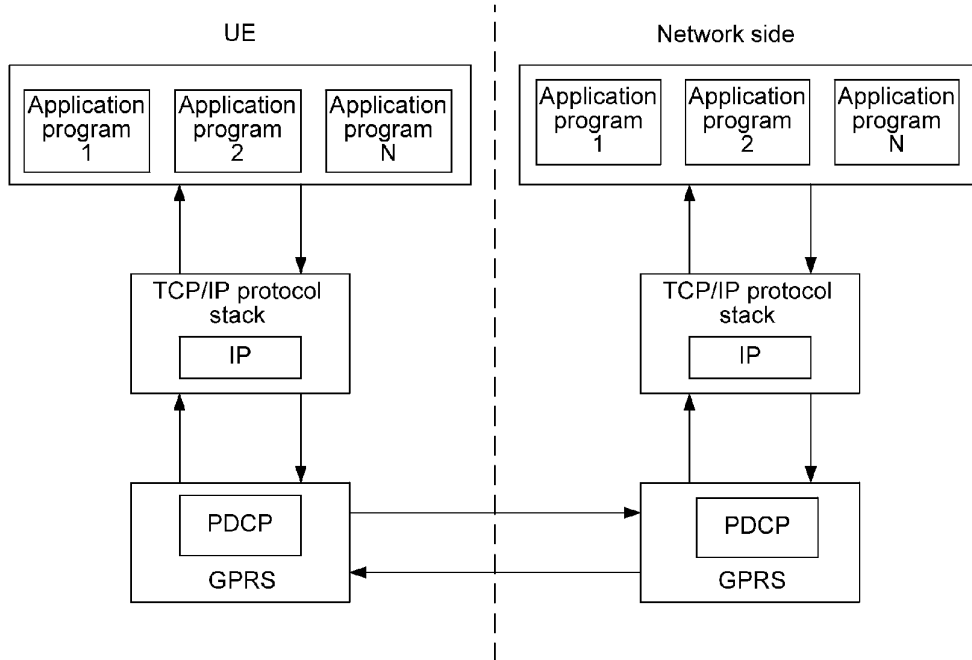 UE
Network side
Application
program
1
Application
program
2
Application
program
N
Application
program
1
Application
program
2
Application
program
N
TCP/IP protocol
stack
IP
TCP/IP protocol
stack
IP
PDCP
GPRS
PDCP
GPRS